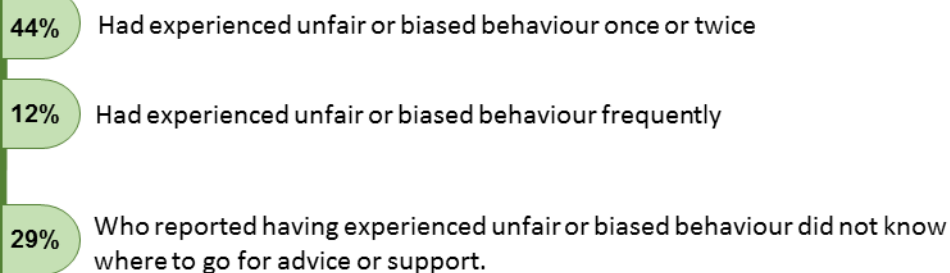 44% Had experienced unfair or biased behaviour once or twice
12% Had experienced unfair or biased behaviour frequently
29% Who reported having experienced unfair or biased behaviour did not know
where to go for advice or support.